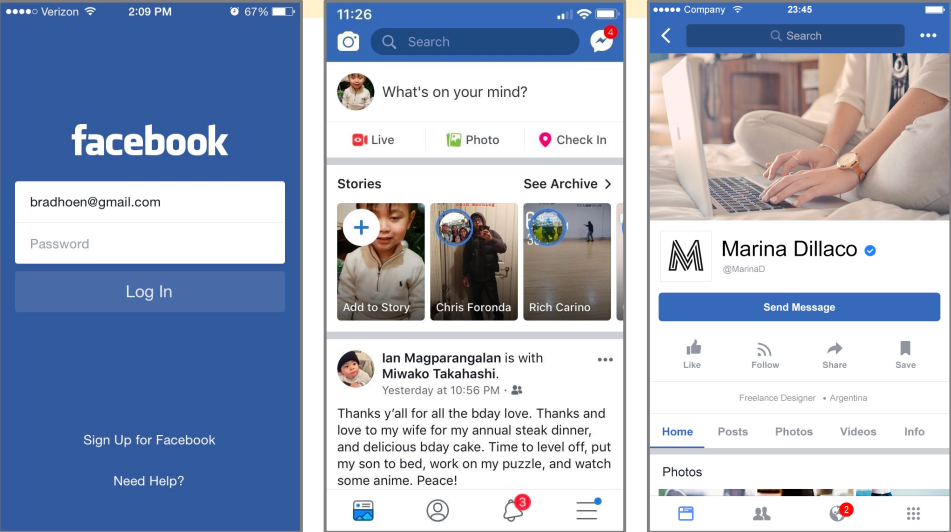 Verizon 2:09 PM 67%
facebook
bradhoen@gmail.com
Password
Log In
Sign Up for Facebook
Need Help?
11:26
Search
4
What's on your mind?
Live Photo Check In
Stories See Archive
Add to Story Chris Foronda Rich Carino
Ian Magparangalan is with
Miwako Takahashi.
Yesterday at 10:56 PM ·
Thanks y'all for all the bday love. Thanks and
love to my wife for my annual steak dinner,
and delicious bday cake. Time to level off, put
my son to bed, work on my puzzle, and watch
some anime. Peace!
3
Company 23:45
Search
M
Marina Dillaco
@MarinaD
Send Message
Like Follow Share Save
Freelance Designer • Argentina
Home Posts Photos Videos Info
Photos
2